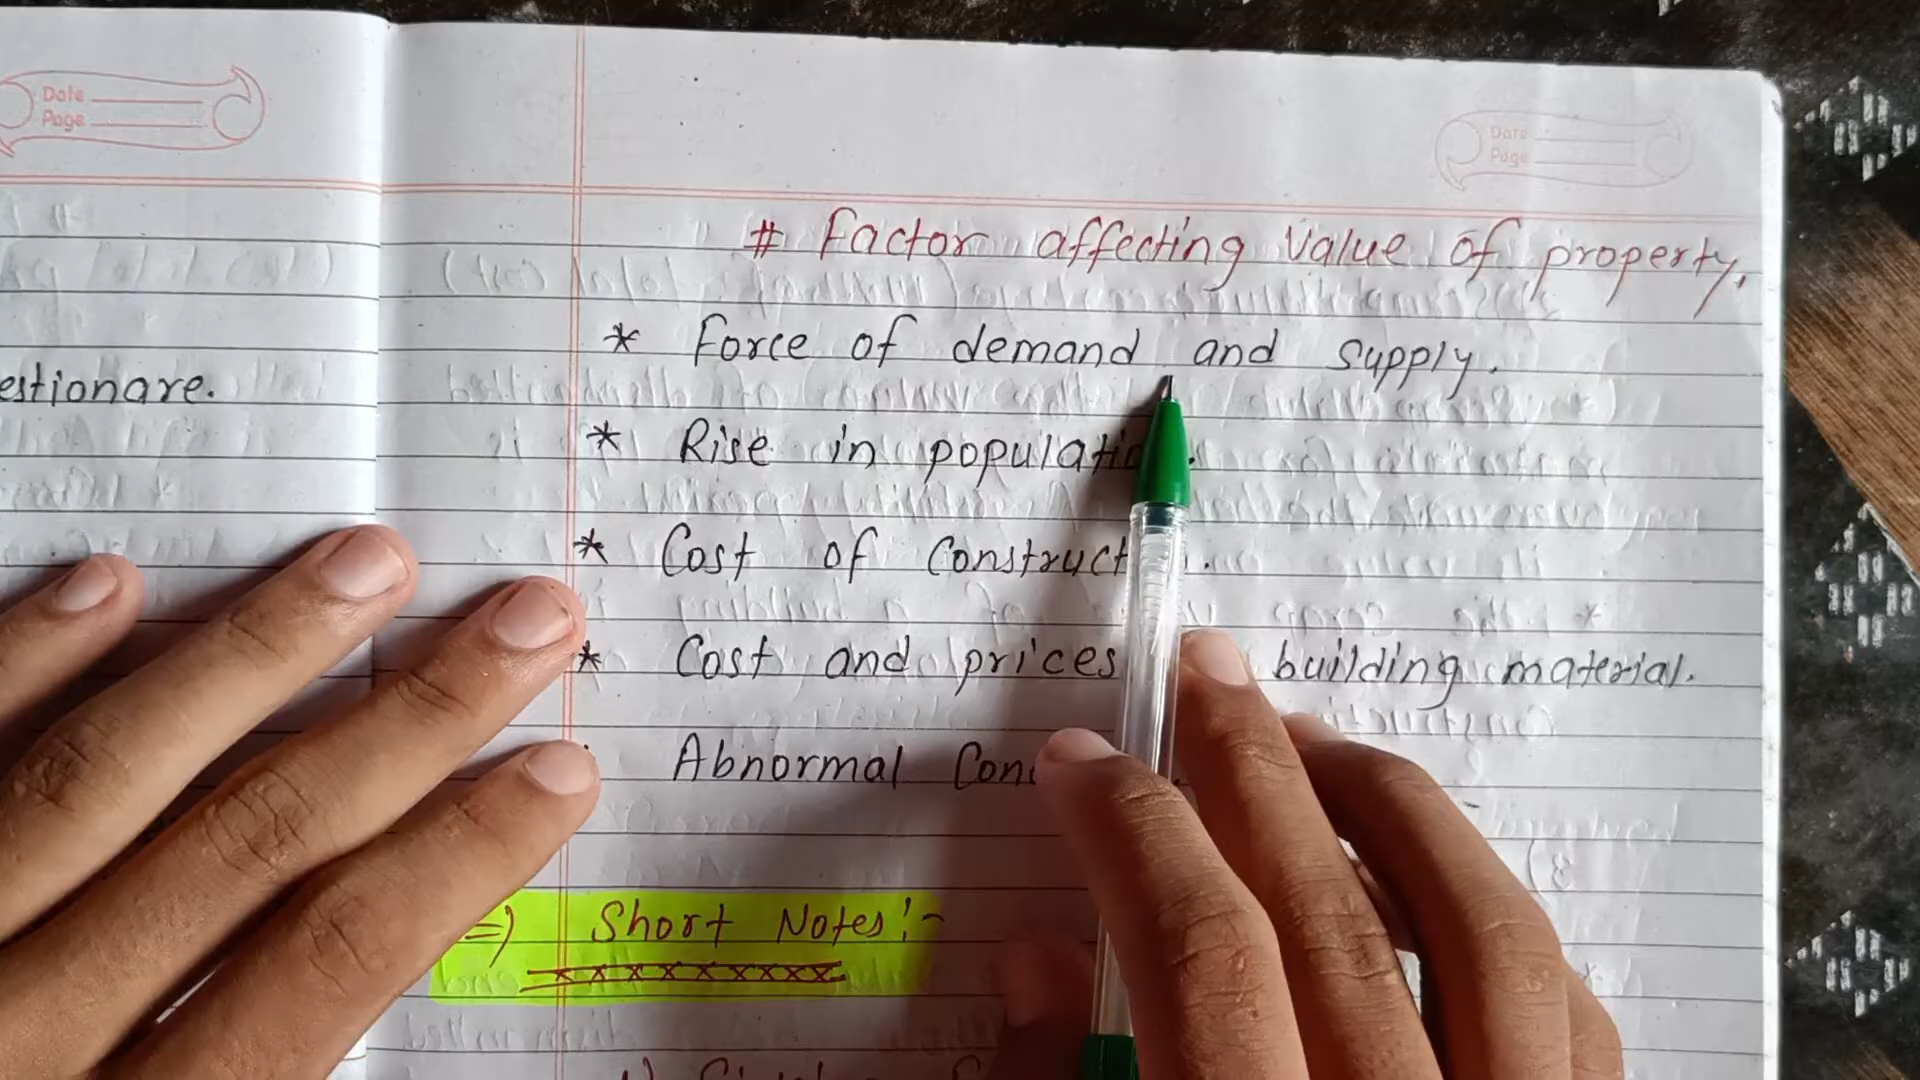 Date
Page
Date
Page
estionare.
# Factor affecting value of property.
* Force of demand and supply.
* Rise in populatio.
* Cost of Construct
* Cost and prices building material.
Abnormal Con
=> Short Notes:-